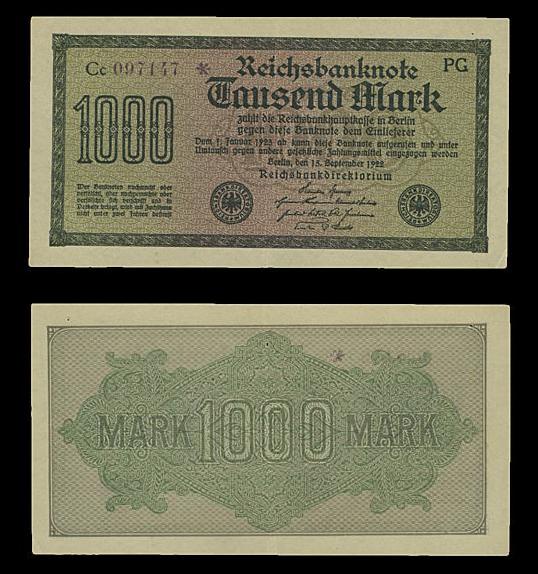 Cc 097147 * Reichsbanknote PG
1000 Tausend Mark
zahlt die Reichsbankhauptkasse in Berlin
gegen diese Banknote dem Einlieferer
Vom 1. Januar 1923 ab kann diese Banknote aufgerufen und unter
Umtausch gegen andere gesetzliche Zahlungsmittel eingezogen werden
Berlin, den 15. September 1922
Reichsbankdirektorium
Wer Banknoten nachmacht oder
verfälscht, oder nachgemachte oder
verfälschte sich verschafft und in
Verkehr bringt, wird mit Zuchthaus
nicht unter zwei Jahren bestraft
*
MARK 1000 MARK